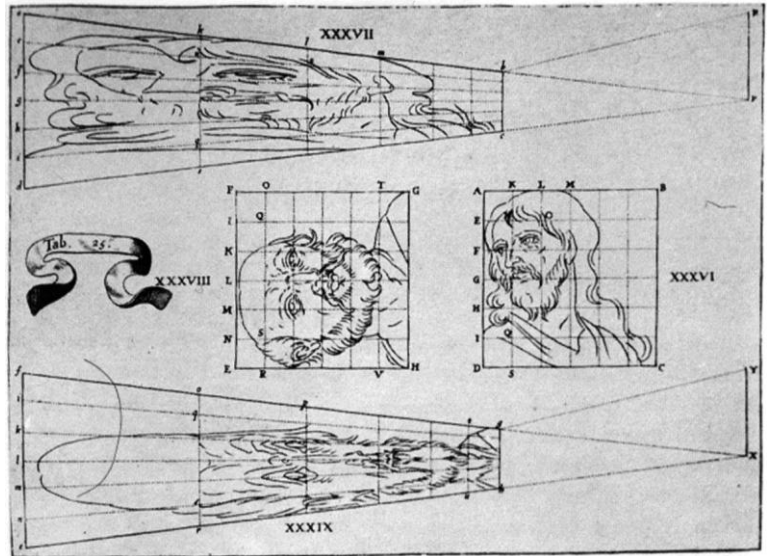 XXXVII
P
h
l
m
f
g
k
d
F O T G
A K L M B
I Q
E
Tab. 25.
K
F
XXXVIII
L
G
XXXVI
M
H
S
N
I Q
E R V H
D S C
f
Y
i
k
l
m
X
n
XXXIX